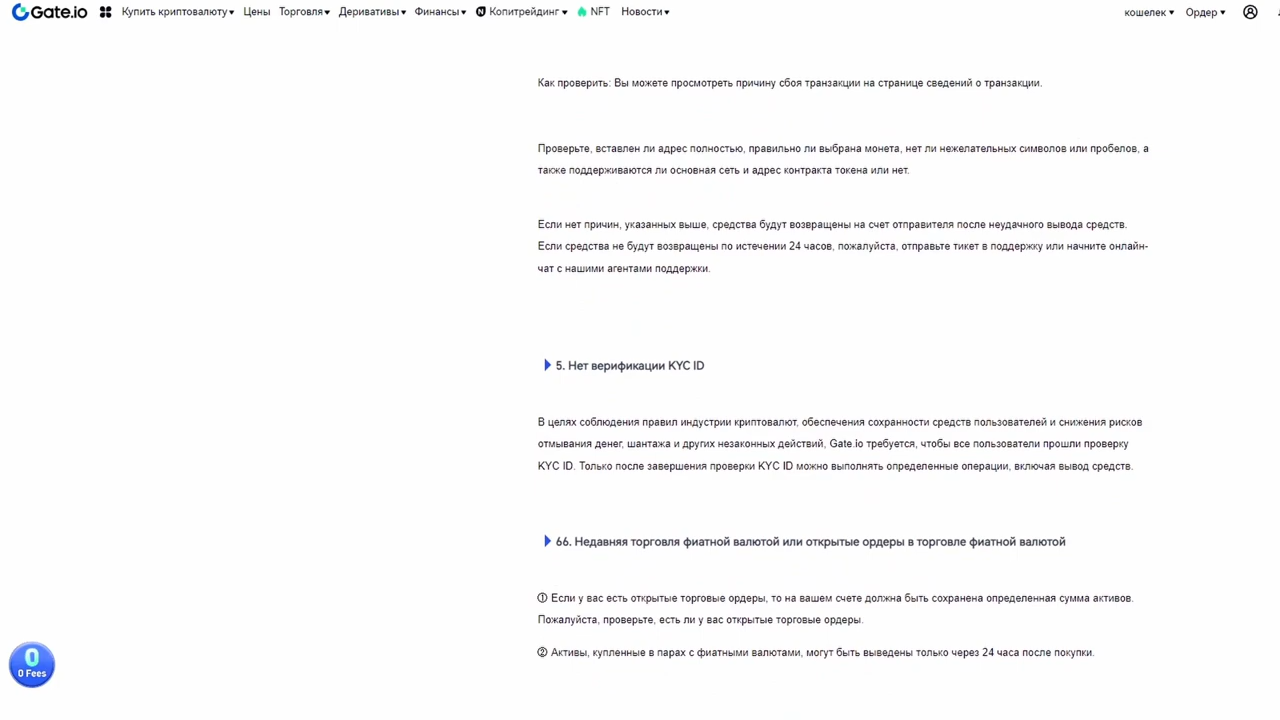 Gate.io Купить криптовалюту Цены Торговля Деривативы Финансы Копитрейдинг NFT Новости кошелек Ордер
Как проверить: Вы можете просмотреть причину сбоя транзакции на странице сведений о транзакции.
Проверьте, вставлен ли адрес полностью, правильно ли выбрана монета, нет ли нежелательных символов или пробелов, а
также поддерживаются ли основная сеть и адрес контракта токена или нет.
Если нет причин, указанных выше, средства будут возвращены на счет отправителя после неудачного вывода средств.
Если средства не будут возвращены по истечении 24 часов, пожалуйста, отправьте тикет в поддержку или начните онлайн-
чат с нашими агентами поддержки.
5. Нет верификации KYC ID
В целях соблюдения правил индустрии криптовалют, обеспечения сохранности средств пользователей и снижения рисков
отмывания денег, шантажа и других незаконных действий, Gate.io требуется, чтобы все пользователи прошли проверку
KYC ID. Только после завершения проверки KYC ID можно выполнять определенные операции, включая вывод средств.
66. Недавняя торговля фиатной валютой или открытые ордеры в торговле фиатной валютой
① Если у вас есть открытые торговые ордеры, то на вашем счете должна быть сохранена определенная сумма активов.
Пожалуйста, проверьте, есть ли у вас открытые торговые ордеры.
② Активы, купленные в парах с фиатными валютами, могут быть выведены только через 24 часа после покупки.
0
0 Fees